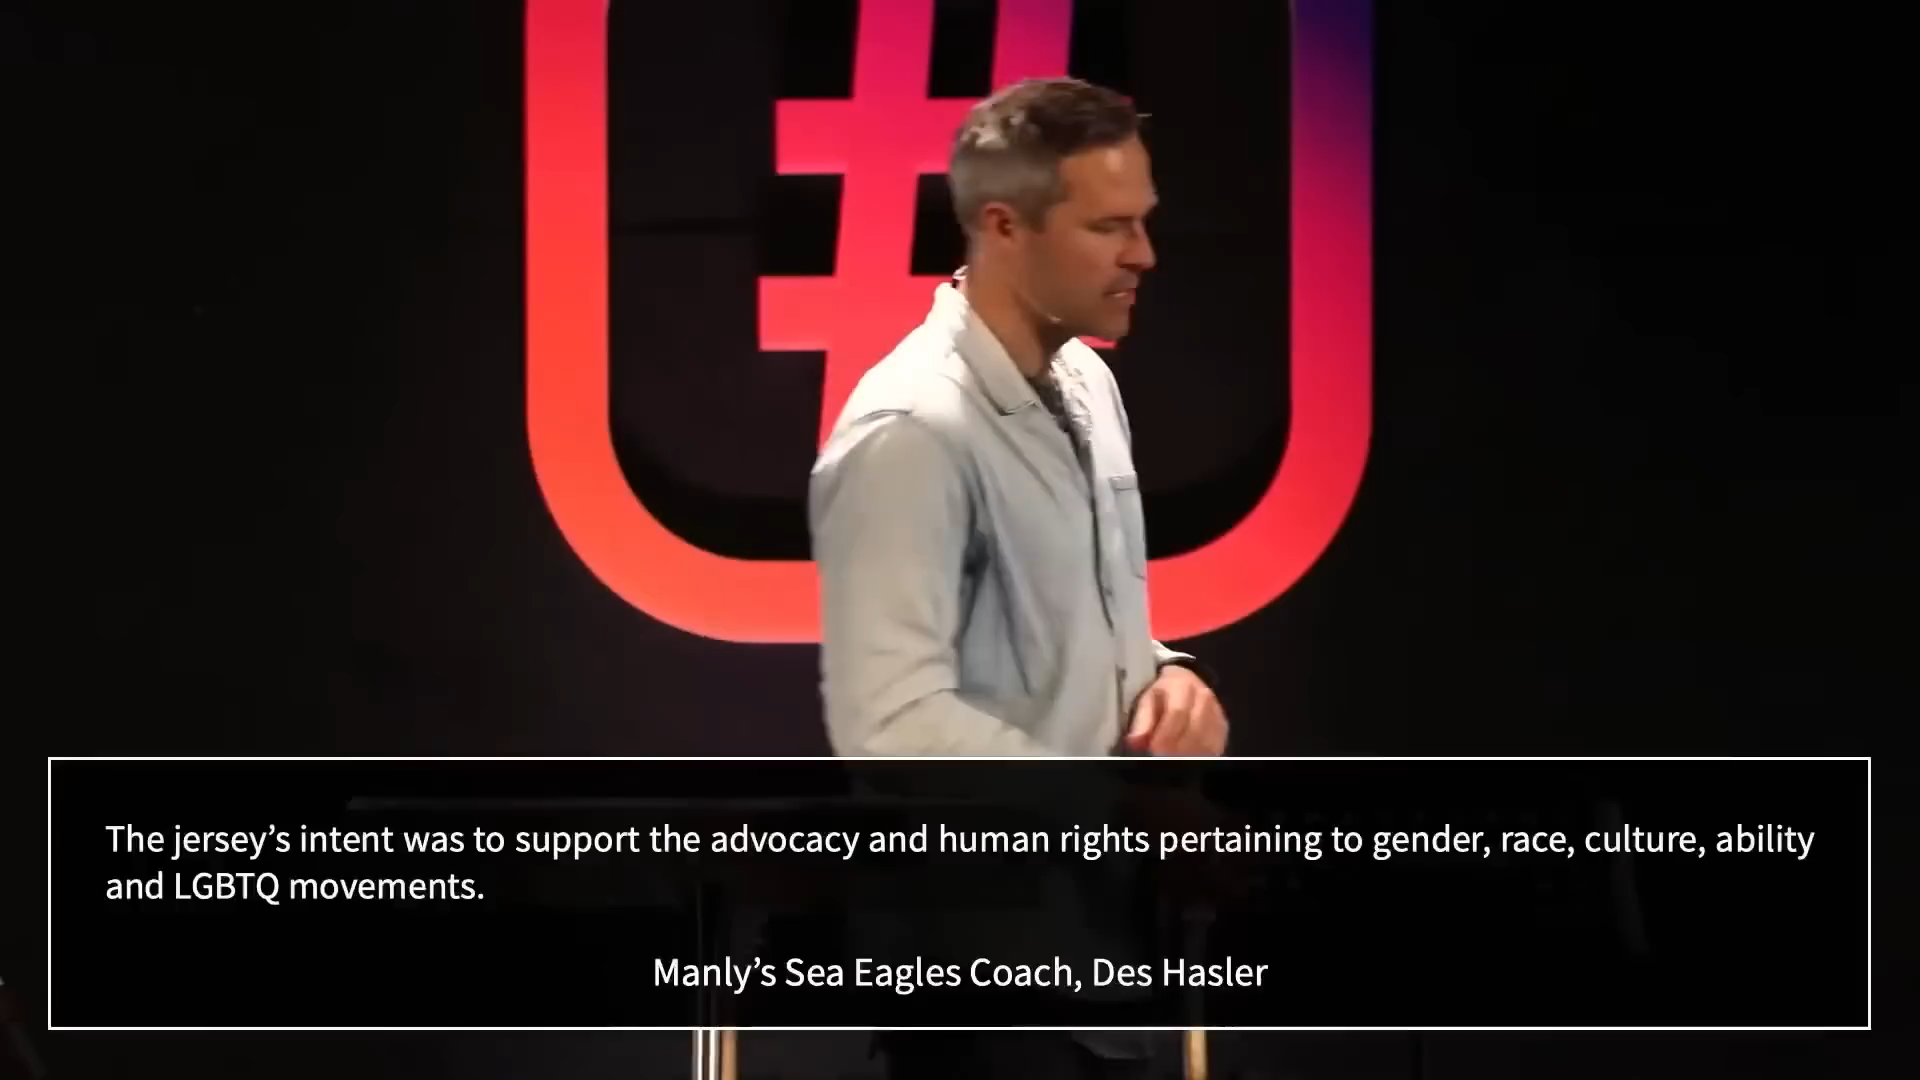 #
The jersey’s intent was to support the advocacy and human rights pertaining to gender, race, culture, ability
and LGBTQ movements.
Manly’s Sea Eagles Coach, Des Hasler